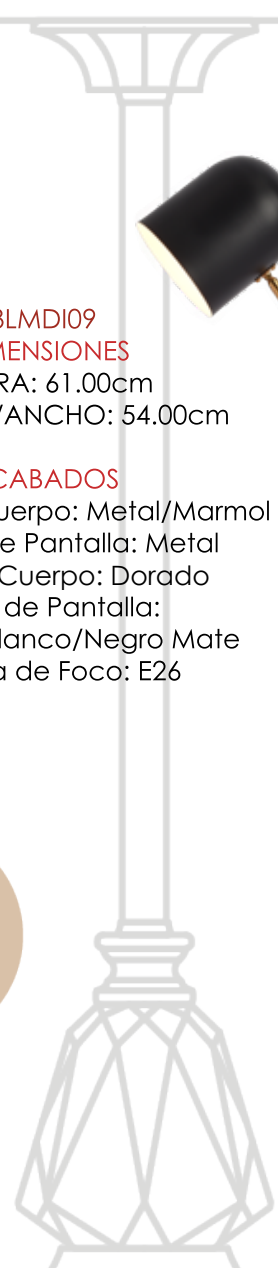 BLMDI09
MENSIONES
RA: 61.00cm
/ANCHO: 54.00cm
CABADOS
uerpo: Metal/Marmol
e Pantalla: Metal
Cuerpo: Dorado
de Pantalla:
lanco/Negro Mate
a de Foco: E26